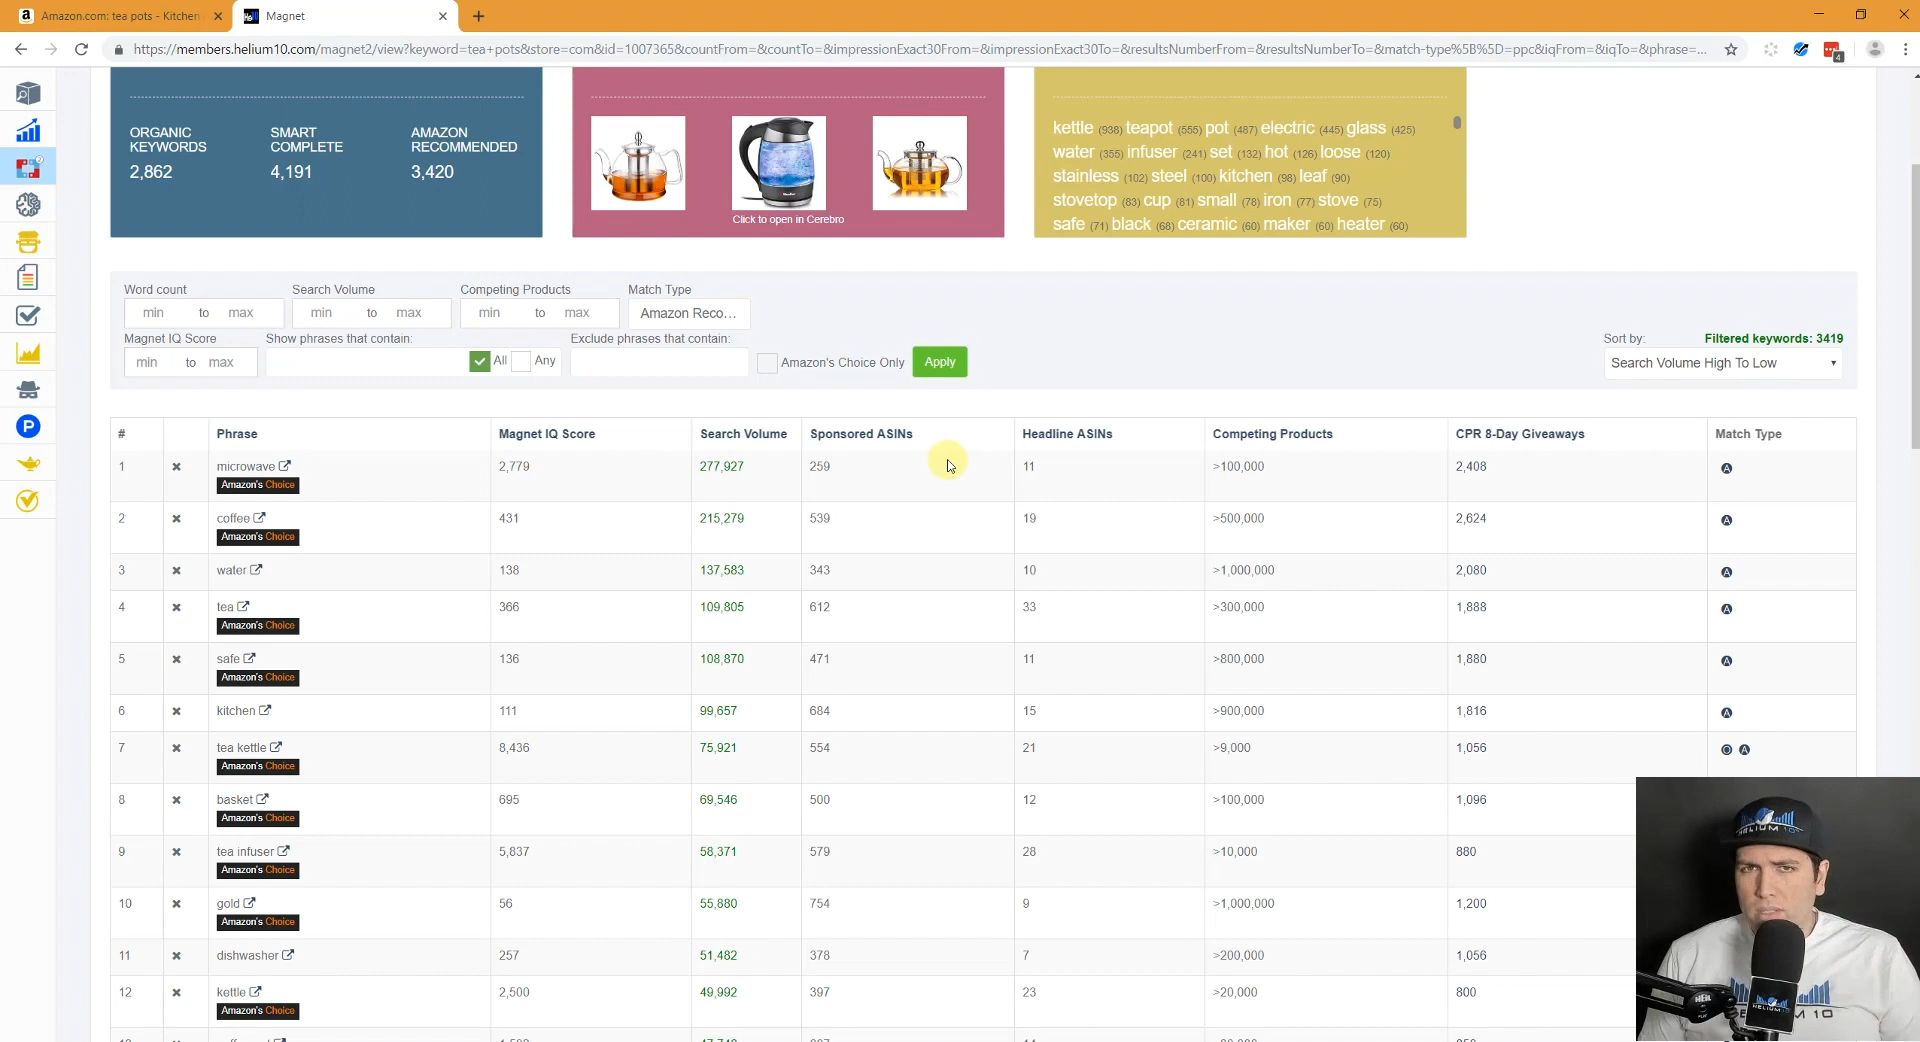 Amazon.com: tea pots - Kitchen
Magnet
https://members.helium10.com/magnet2/view?keyword=tea+pots&store=com&id=1007365&countFrom=&countTo=&impressionExact30From=&impressionExact30To=&resultsNumberFrom=&resultsNumberTo=&match-type%5B%5D=ppc&iqFrom=&iqTo=&phrase=...
4
ORGANIC KEYWORDS
2,862
SMART COMPLETE
4,191
AMAZON RECOMMENDED
3,420
Click to open in Cerebro
kettle (938) teapot (555) pot (487) electric (445) glass (425)
water (355) infuser (241) set (132) hot (126) loose (120)
stainless (102) steel (100) kitchen (98) leaf (90)
stovetop (83) cup (81) small (78) iron (77) stove (75)
safe (71) black (68) ceramic (60) maker (60) heater (60)
Word count Search Volume Competing Products Match Type
min to max min to max min to max Amazon Reco...
Magnet IQ Score Show phrases that contain: Exclude phrases that contain:
min to max All Any Amazon's Choice Only Apply
Sort by: Filtered keywords: 3419
Search Volume High To Low
# Phrase Magnet IQ Score Search Volume Sponsored ASINs Headline ASINs Competing Products CPR 8-Day Giveaways Match Type
1 microwave 2,779 277,927 259 11 >100,000 2,408 A
Amazon's Choice
2 coffee 431 215,279 539 19 >500,000 2,624 A
Amazon's Choice
3 water 138 137,583 343 10 >1,000,000 2,080 A
4 tea 366 109,805 612 33 >300,000 1,888 A
Amazon's Choice
5 safe 136 108,870 471 11 >800,000 1,880 A
Amazon's Choice
6 kitchen 111 99,657 684 15 >900,000 1,816 A
7 tea kettle 8,436 75,921 554 21 >9,000 1,056 O A
Amazon's Choice
8 basket 695 69,546 500 12 >100,000 1,096
Amazon's Choice
9 tea infuser 5,837 58,371 579 28 >10,000 880
Amazon's Choice
10 gold 56 55,880 754 9 >1,000,000 1,200
Amazon's Choice
11 dishwasher 257 51,482 378 7 >200,000 1,056
12 kettle 2,500 49,992 397 23 >20,000 800
Amazon's Choice
HELIUM 10
HELIUM 10